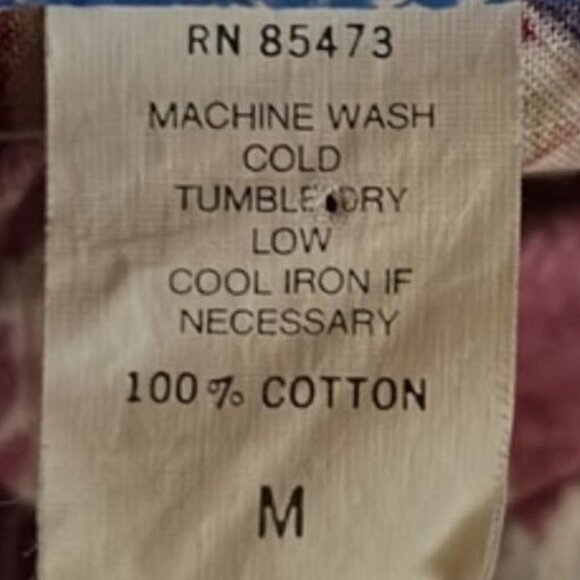 RN 85473
MACHINE WASH
COLD
TUMBLE DRY
LOW
COOL IRON IF
NECESSARY
100% COTTON
M